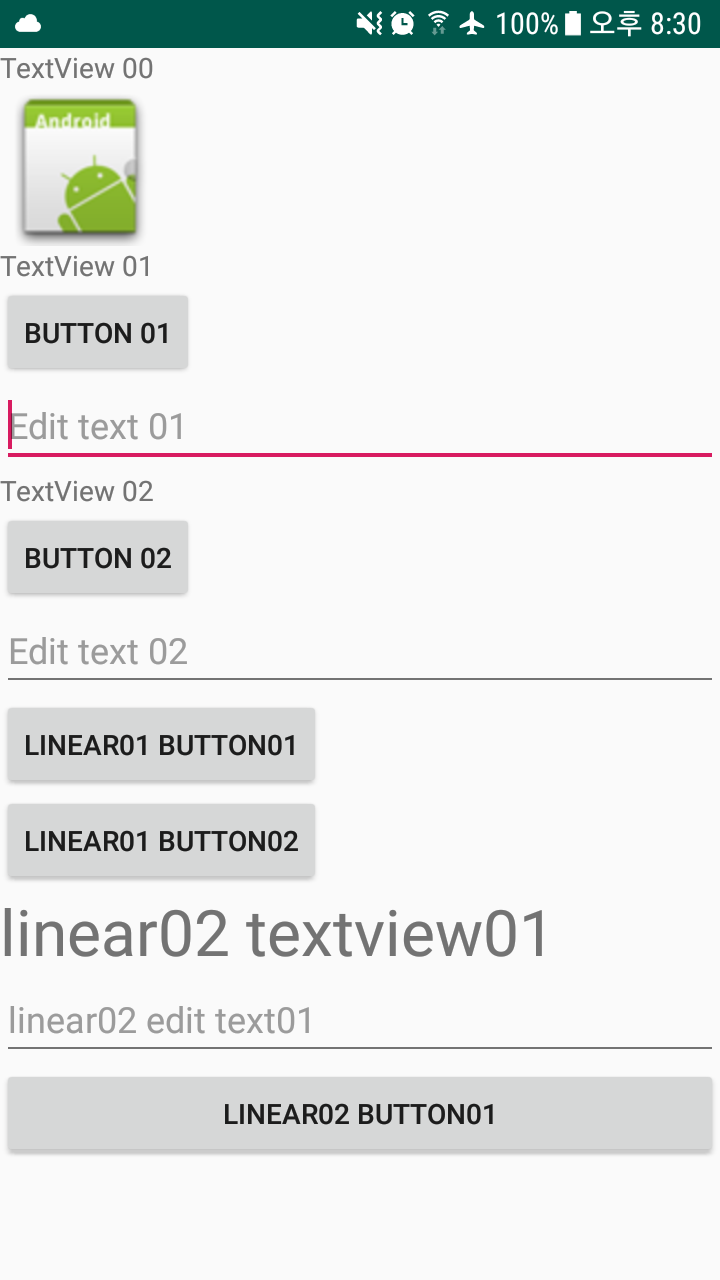 100% 오후 8:30
TextView 00
Android
TextView 01
BUTTON 01
Edit text 01
TextView 02
BUTTON 02
Edit text 02
LINEAR01 BUTTON01
LINEAR01 BUTTON02
linear02 textview01
linear02 edit text01
LINEAR02 BUTTON01